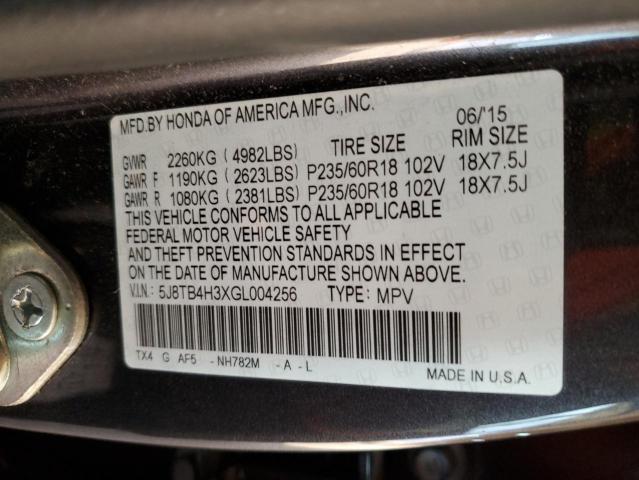 MFD.BY HONDA OF AMERICA MFG.,INC. 06/'15
TIRE SIZE RIM SIZE
GVWR 2260KG ( 4982LBS)
GAWR F 1190KG ( 2623LBS) P235/60R18 102V 18X7.5J
GAWR R 1080KG ( 2381LBS) P235/60R18 102V 18X7.5J
THIS VEHICLE CONFORMS TO ALL APPLICABLE
FEDERAL MOTOR VEHICLE SAFETY
AND THEFT PREVENTION STANDARDS IN EFFECT
ON THE DATE OF MANUFACTURE SHOWN ABOVE.
V.I.N.: 5J8TB4H3XGL004256 TYPE: MPV
TX4 G AF5 -NH782M -A -L
MADE IN U.S.A.